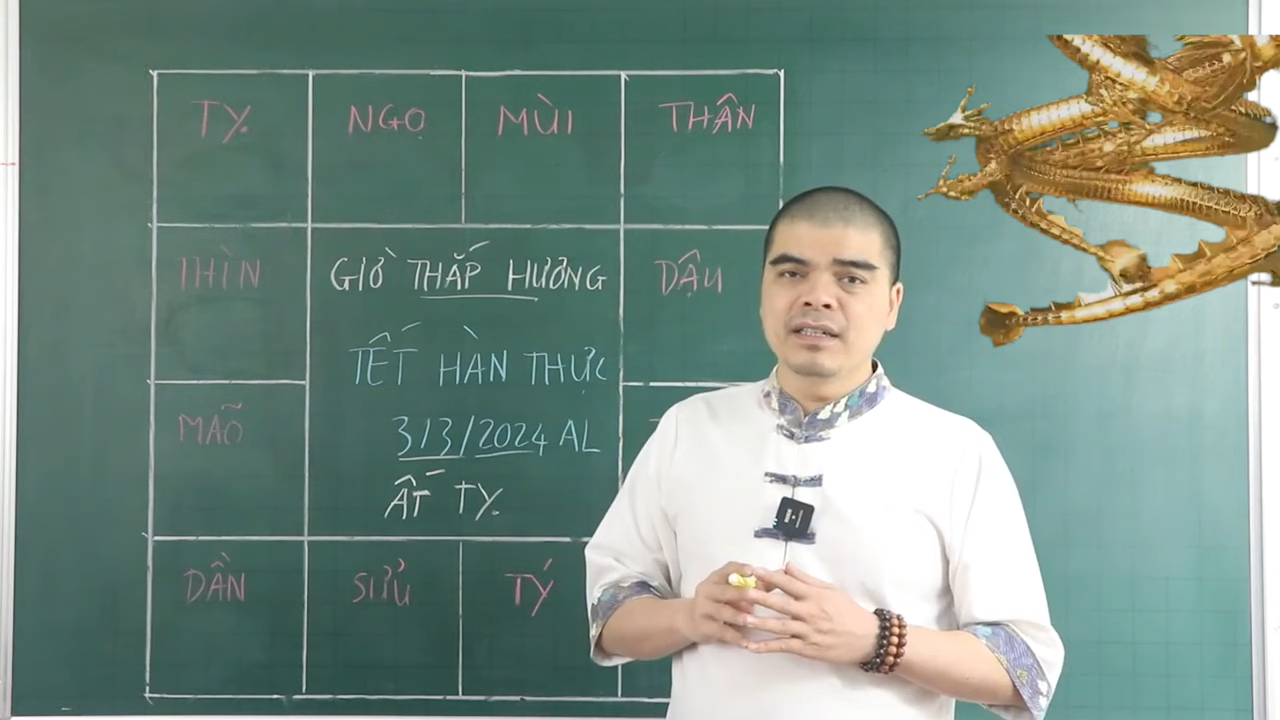 TỴ NGỌ MÙI THÂN
THÌN GIỜ THẮP HƯƠNG DẬU
TẾT HÀN THỰC
MÃO 3/3/2024 AL
ẤT TỴ
DẦN SỬU TÝ